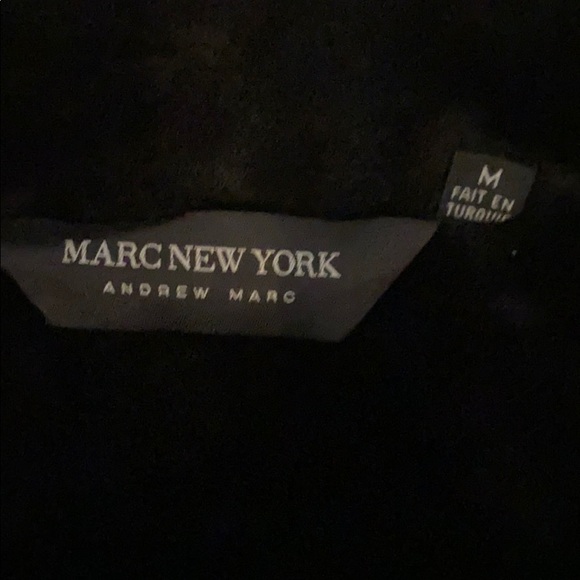 MARC NEW YORK
ANDREW MARC
M
FAIT EN
TURQUIE